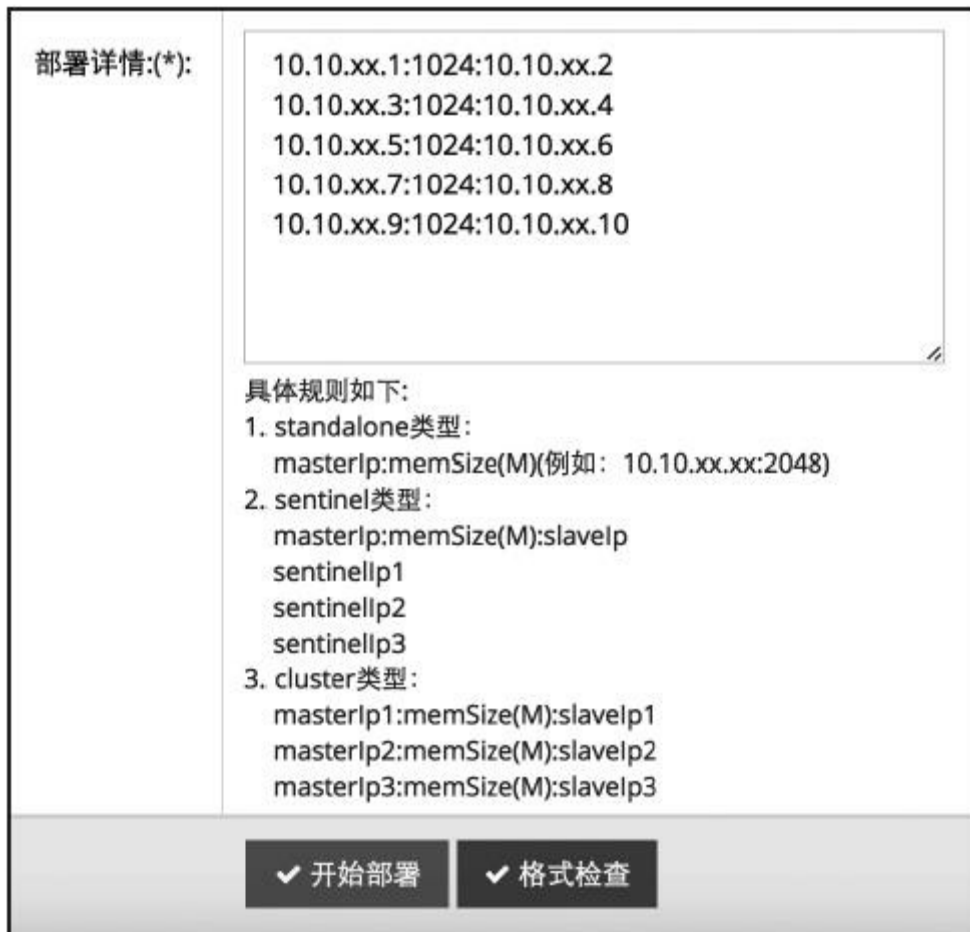 部署详情:(*):
10.10.xx.1:1024:10.10.xx.2
10.10.xx.3:1024:10.10.xx.4
10.10.xx.5:1024:10.10.xx.6
10.10.xx.7:1024:10.10.xx.8
10.10.xx.9:1024:10.10.xx.10
具体规则如下:
1. standalone类型：
masterIp:memSize(M)(例如：10.10.xx.xx:2048)
2. sentinel类型：
masterIp:memSize(M):slaveIp
sentinelIp1
sentinelIp2
sentinelIp3
3. cluster类型：
masterIp1:memSize(M):slaveIp1
masterIp2:memSize(M):slaveIp2
masterIp3:memSize(M):slaveIp3
✔ 开始部署 ✔ 格式检查